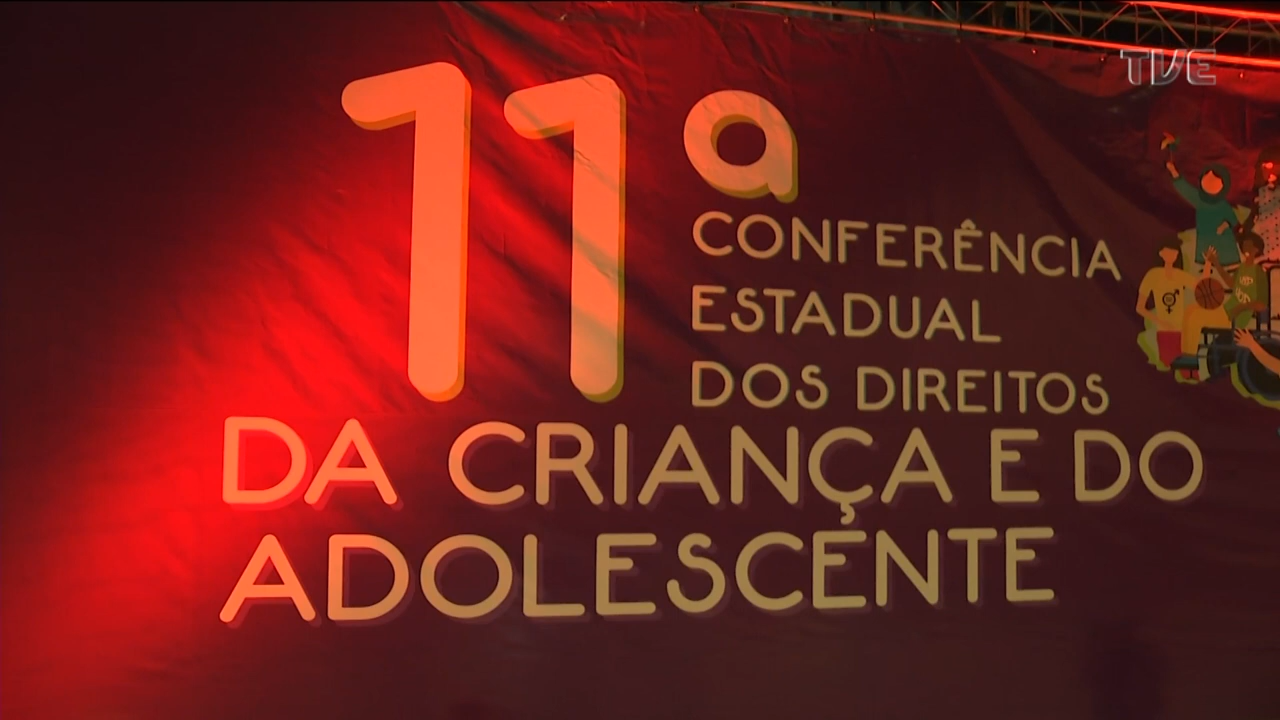 TVE
11ª
CONFERÊNCIA
ESTADUAL
DOS DIREITOS
DA CRIANÇA E DO
ADOLESCENTE